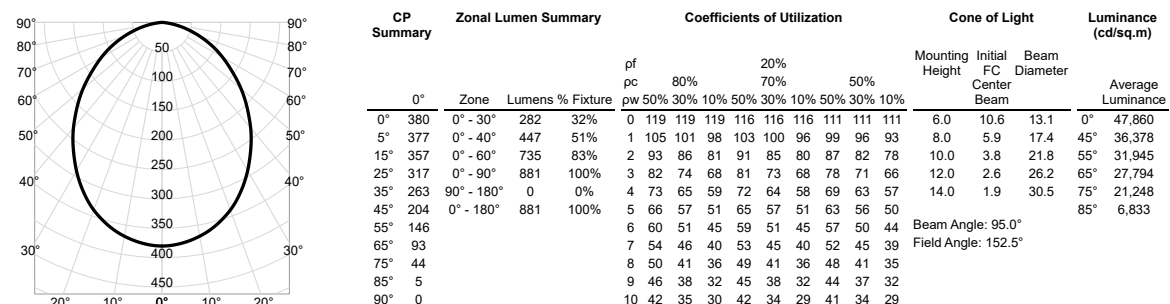 90° 90°
80° 80°
70° 70°
60° 60°
50° 50°
40° 40°
30° 30°
20° 10° 0° 10° 20°
50
100
150
200
250
300
350
400
450
CP Summary
0°
0° 380
5° 377
15° 357
25° 317
35° 263
45° 204
55° 146
65° 93
75° 44
85° 5
90° 0
Zonal Lumen Summary
Zone Lumens % Fixture
0° - 30° 282 32%
0° - 40° 447 51%
0° - 60° 735 83%
0° - 90° 881 100%
90° - 180° 0 0%
0° - 180° 881 100%
Coefficients of Utilization
ρf 20%
ρc 80% 70% 50%
ρw 50% 30% 10% 50% 30% 10% 50% 30% 10%
0 119 119 119 116 116 116 111 111 111
1 105 101 98 103 100 96 99 96 93
2 93 86 81 91 85 80 87 82 78
3 82 74 68 81 73 68 78 71 66
4 73 65 59 72 64 58 69 63 57
5 66 57 51 65 57 51 63 56 50
6 60 51 45 59 51 45 57 50 44
7 54 46 40 53 45 40 52 45 39
8 50 41 36 49 41 36 48 41 35
9 46 38 32 45 38 32 44 37 32
10 42 35 30 42 34 29 41 34 29
Cone of Light
Mounting Height Initial FC Center Beam Beam Diameter
6.0 10.6 13.1
8.0 5.9 17.4
10.0 3.8 21.8
12.0 2.6 26.2
14.0 1.9 30.5
Beam Angle: 95.0°
Field Angle: 152.5°
Luminance
(cd/sq.m)
Average
Luminance
0° 47,860
45° 36,378
55° 31,945
65° 27,794
75° 21,248
85° 6,833